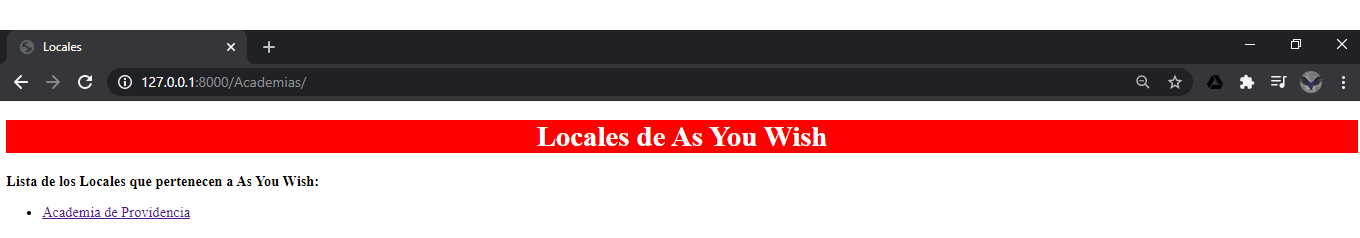 Locales
127.0.0.1:8000/Academias/
Locales de As You Wish
Lista de los Locales que pertenecen a As You Wish:
Academia de Providencia